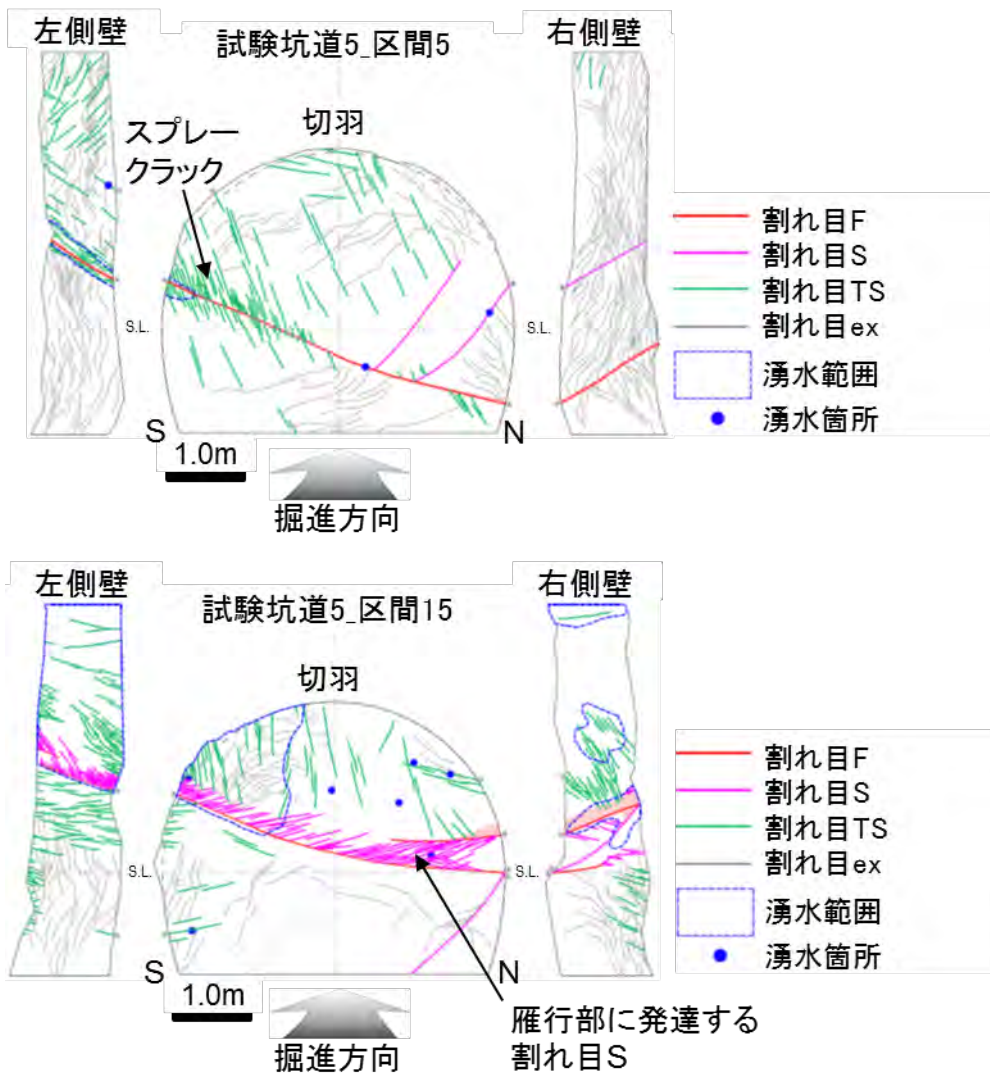 左側壁
試験坑道5_区間5
右側壁
切羽
スプレー
クラック
S.L.
S.L.
S
N
1.0m
掘進方向
割れ目F
割れ目S
割れ目TS
割れ目ex
湧水範囲
湧水箇所
左側壁
試験坑道5_区間15
右側壁
切羽
S.L.
S.L.
S
N
1.0m
掘進方向
雁行部に発達する
割れ目S
割れ目F
割れ目S
割れ目TS
割れ目ex
湧水範囲
湧水箇所